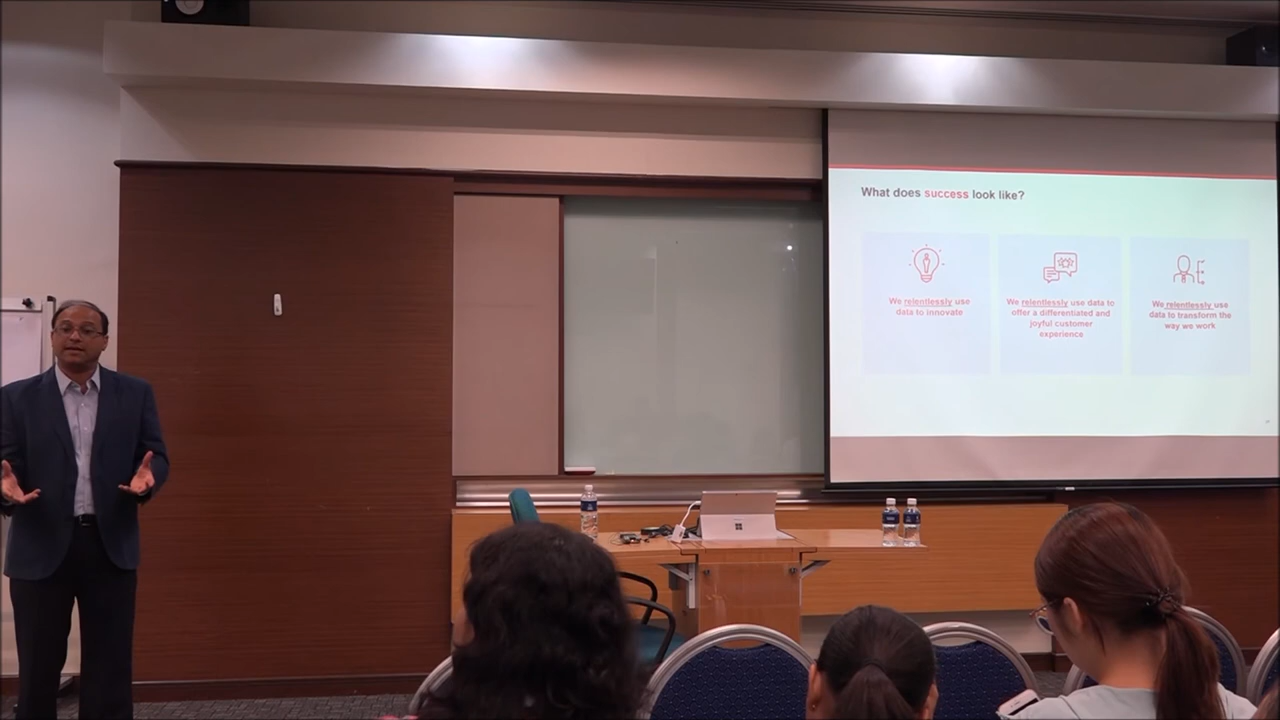 What does success look like?
We relentlessly use
data to innovate
We relentlessly use data to
offer a differentiated and
joyful customer
experience
We relentlessly use
data to transform the
way we work